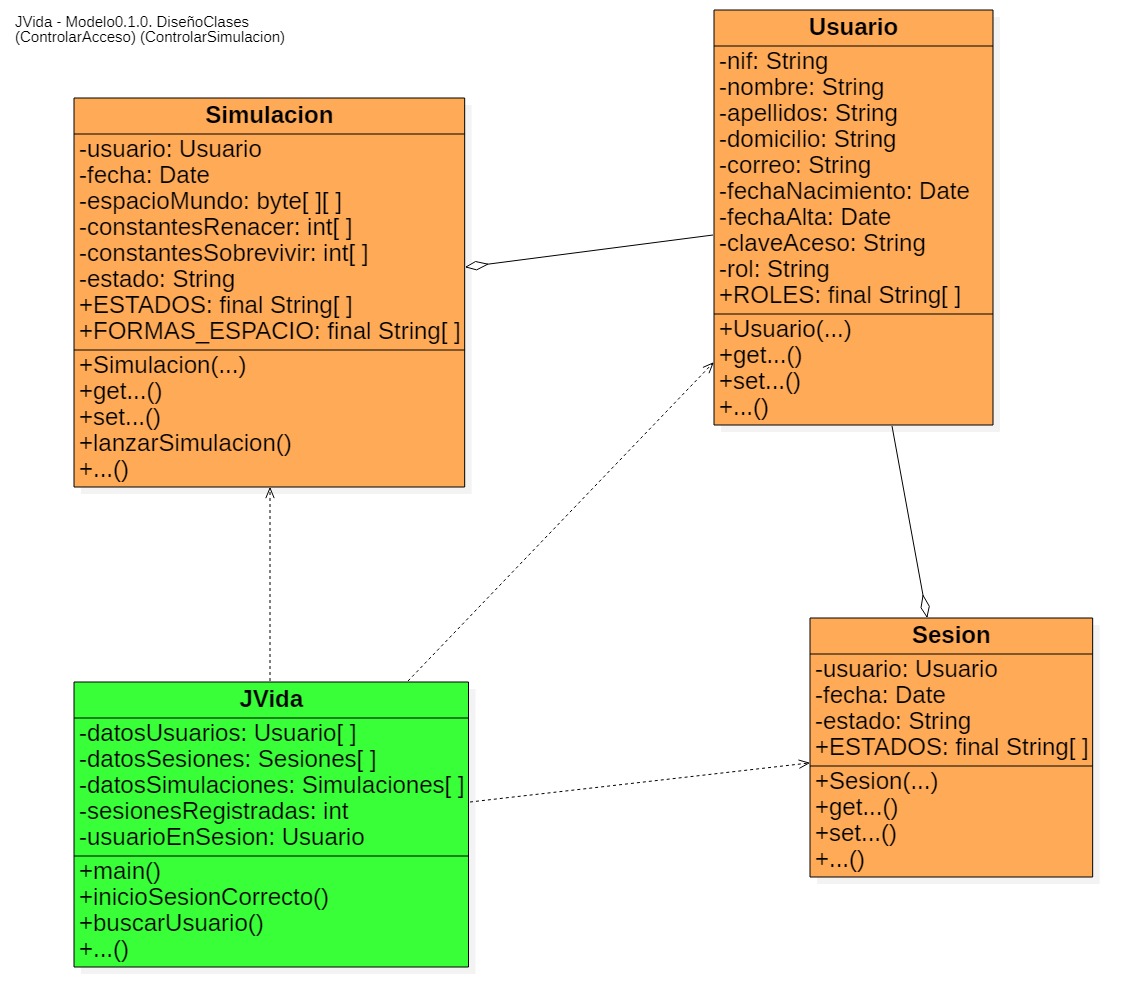 JVida - Modelo0.1.0. DiseñoClases
(ControlarAcceso) (ControlarSimulacion)
Simulacion
-usuario: Usuario
-fecha: Date
-espacioMundo: byte[ ][ ]
-constantesRenacer: int[ ]
-constantesSobrevivir: int[ ]
-estado: String
+ESTADOS: final String[ ]
+FORMAS_ESPACIO: final String[ ]
+Simulacion(...)
+get...()
+set...()
+lanzarSimulacion()
+...()
Usuario
-nif: String
-nombre: String
-apellidos: String
-domicilio: String
-correo: String
-fechaNacimiento: Date
-fechaAlta: Date
-claveAceso: String
-rol: String
+ROLES: final String[ ]
+Usuario(...)
+get...()
+set...()
+...()
JVida
-datosUsuarios: Usuario[ ]
-datosSesiones: Sesiones[ ]
-datosSimulaciones: Simulaciones[ ]
-sesionesRegistradas: int
-usuarioEnSesion: Usuario
+main()
+inicioSesionCorrecto()
+buscarUsuario()
+...()
Sesion
-usuario: Usuario
-fecha: Date
-estado: String
+ESTADOS: final String[ ]
+Sesion(...)
+get...()
+set...()
+...()